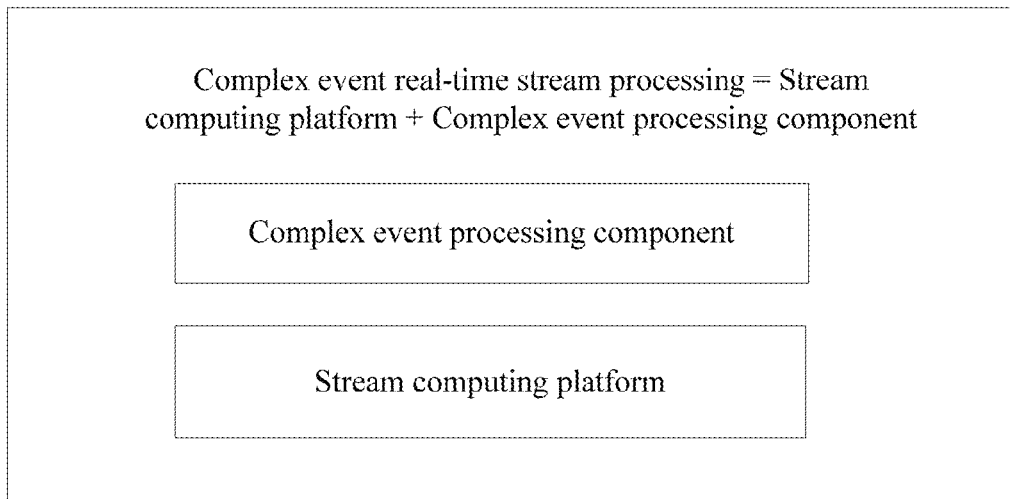 Complex event real-time stream processing = Stream
computing platform + Complex event processing component
Complex event processing component
Stream computing platform